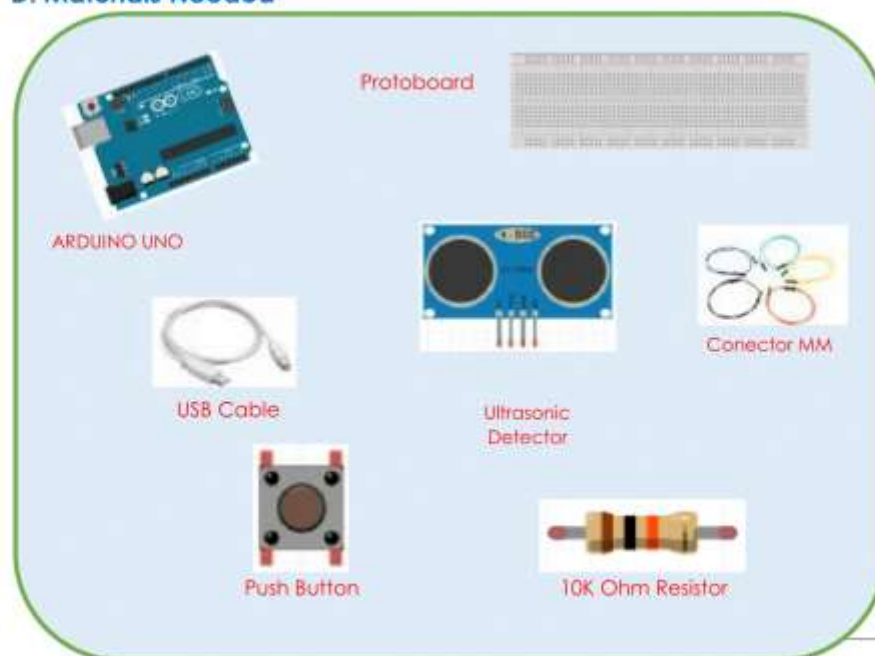 Protoboard
ARDUINO UNO
Conector MM
USB Cable
Ultrasonic
Detector
Push Button
10K Ohm Resistor